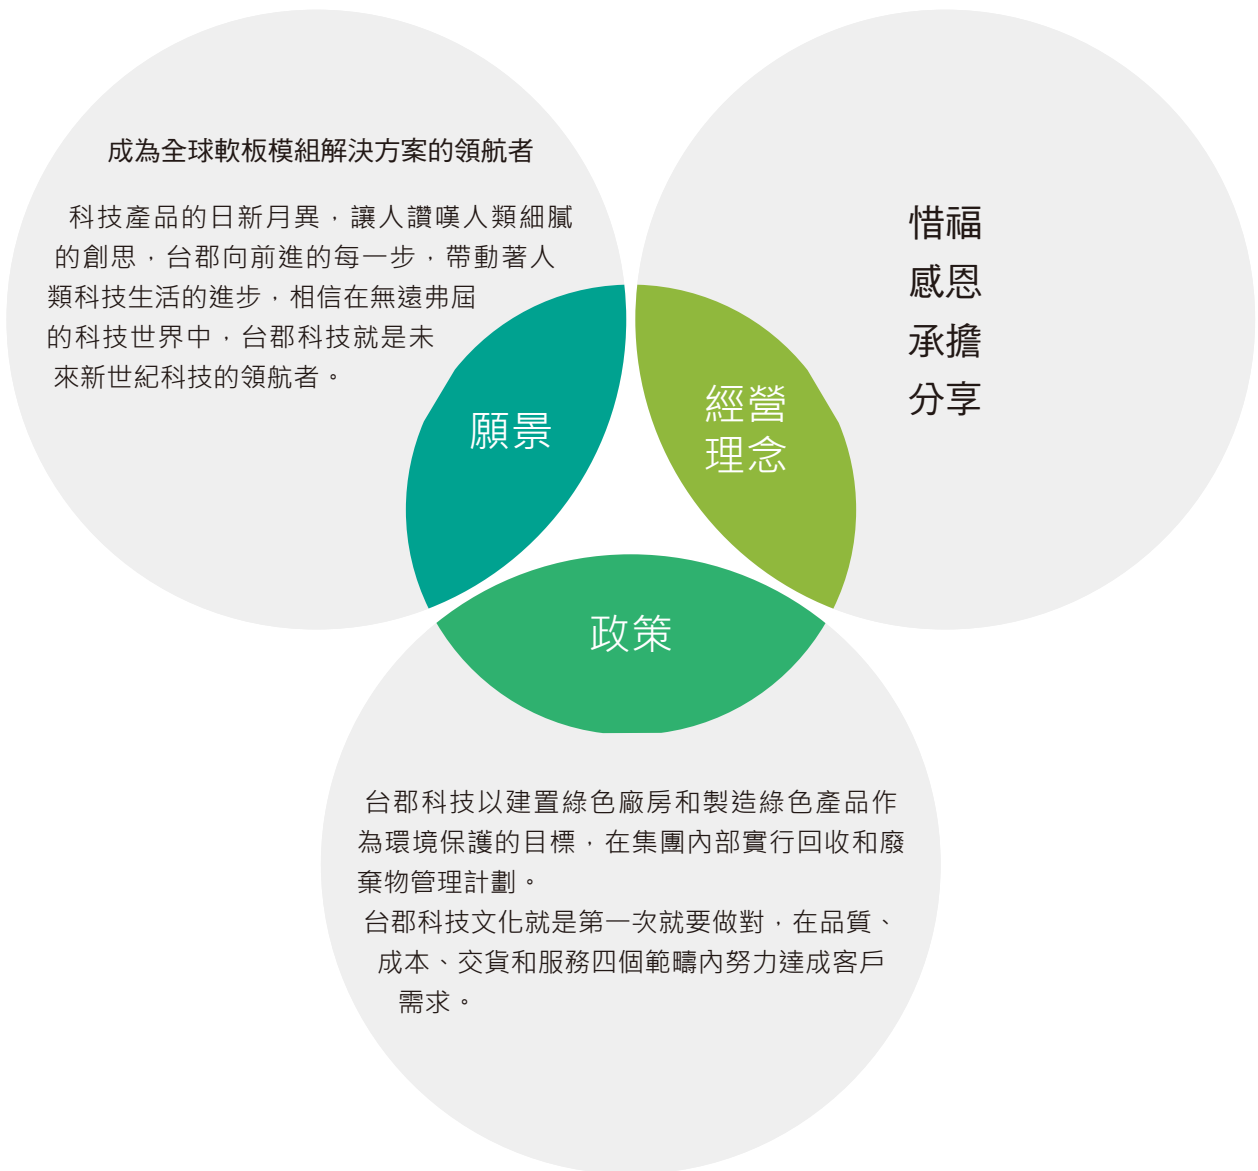 成為全球軟板模組解決方案的領航者
科技產品的日新月異，讓人讚嘆人類細膩
的創思，台郡向前進的每一步，帶動著人
類科技生活的進步，相信在無遠弗屆
的科技世界中，台郡科技就是未
來新世紀科技的領航者。
願景
惜福
感恩
承擔
分享
經營
理念
政策
台郡科技以建置綠色廠房和製造綠色產品作
為環境保護的目標，在集團內部實行回收和廢
棄物管理計劃。
台郡科技文化就是第一次就要做對，在品質、
成本、交貨和服務四個範疇內努力達成客戶
需求。